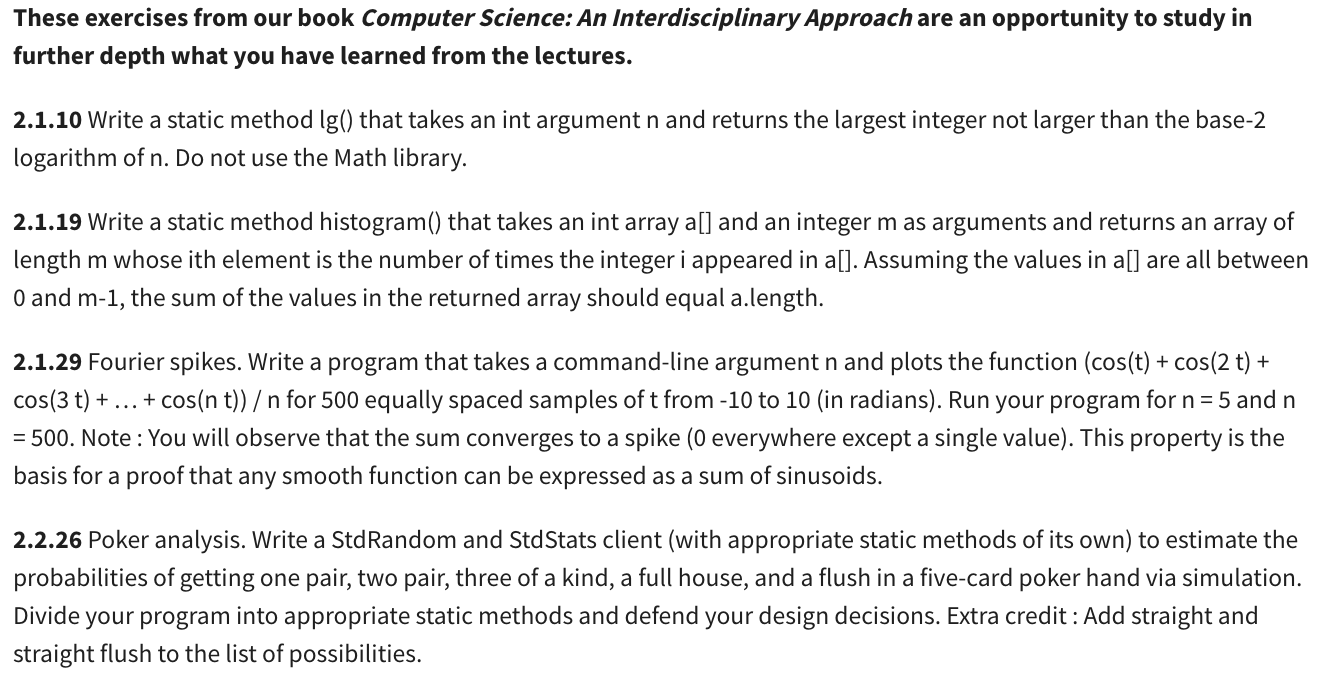 These exercises from our book Computer Science: An Interdisciplinary Approach are an opportunity to study in
further depth what you have learned from the lectures.
2.1.10 Write a static method lg() that takes an int argument n and returns the largest integer not larger than the base-2
logarithm of n. Do not use the Math library.
2.1.19 Write a static method histogram() that takes an int array a[] and an integer m as arguments and returns an array of
length m whose ith element is the number of times the integer i appeared in a[]. Assuming the values in a[] are all between
0 and m-1, the sum of the values in the returned array should equal a.length.
2.1.29 Fourier spikes. Write a program that takes a command-line argument n and plots the function (cos(t) + cos(2 t) +
cos(3 t) + … + cos(n t)) / n for 500 equally spaced samples of t from -10 to 10 (in radians). Run your program for n = 5 and n
= 500. Note : You will observe that the sum converges to a spike (0 everywhere except a single value). This property is the
basis for a proof that any smooth function can be expressed as a sum of sinusoids.
2.2.26 Poker analysis. Write a StdRandom and StdStats client (with appropriate static methods of its own) to estimate the
probabilities of getting one pair, two pair, three of a kind, a full house, and a flush in a five-card poker hand via simulation.
Divide your program into appropriate static methods and defend your design decisions. Extra credit : Add straight and
straight flush to the list of possibilities.